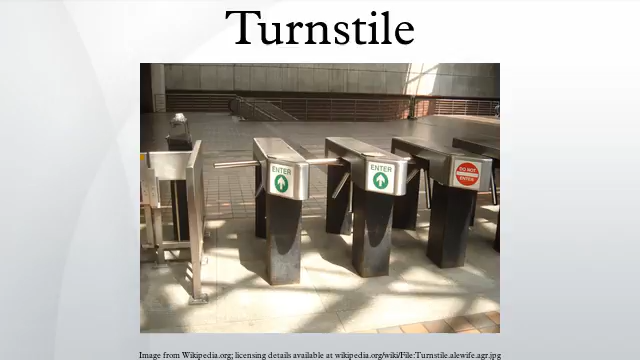 Turnstile
ENTER
ENTER
DO NOT
ENTER
Image from Wikipedia.org; licensing details available at wikipedia.org/wiki/File:Turnstile.alewife.agr.jpg